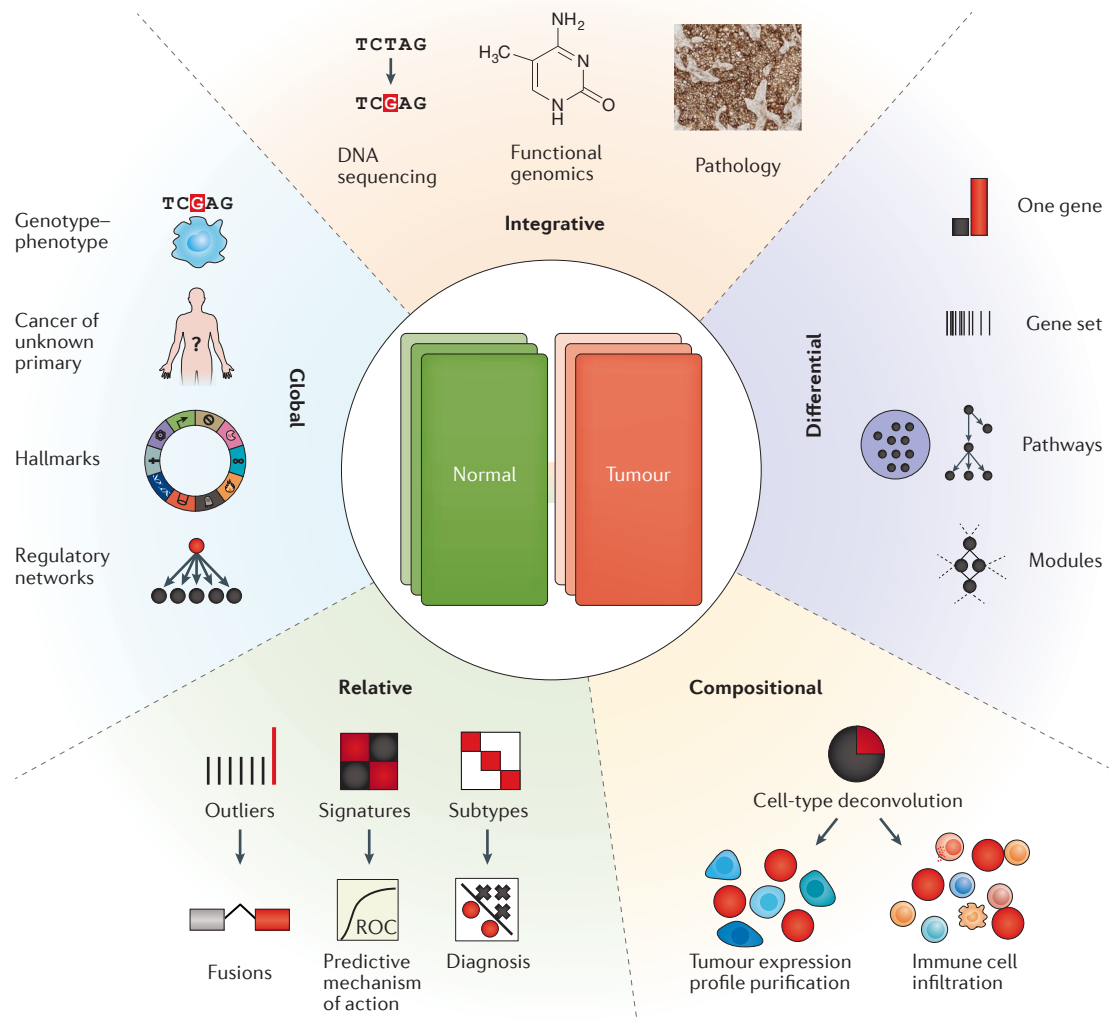 TCTAG
TCGAG
DNA
sequencing
NH2
H3C
N
N
H
O
Functional
genomics
Pathology
Integrative
TCGAG
Genotype–
phenotype
Cancer of
unknown
primary
?
Hallmarks
Regulatory
networks
Global
Normal
Tumour
Differential
One gene
Gene set
Pathways
Modules
Relative
Outliers
Signatures
Subtypes
Fusions
ROC
Predictive
mechanism
of action
Diagnosis
Compositional
Cell-type deconvolution
Tumour expression
profile purification
Immune cell
infiltration